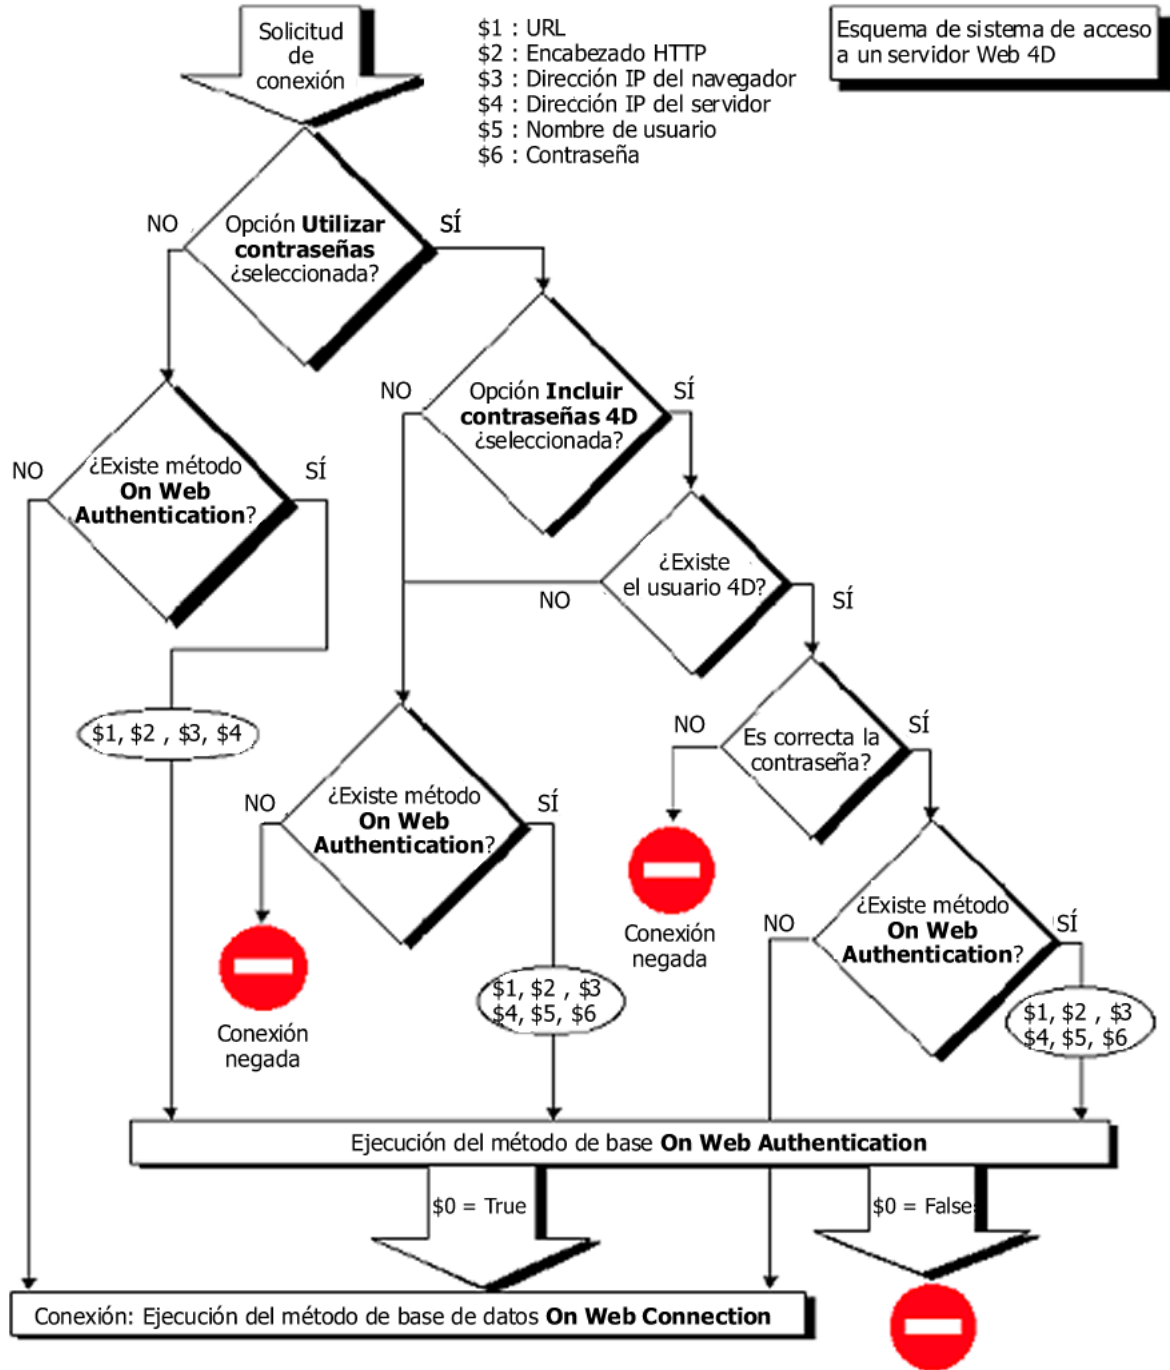 Solicitud
de
conexión
$1 : URL
$2 : Encabezado HTTP
$3 : Dirección IP del navegador
$4 : Dirección IP del servidor
$5 : Nombre de usuario
$6 : Contraseña
Esquema de sistema de acceso
a un servidor Web 4D
NO
Opción Utilizar
contraseñas
¿seleccionada?
SÍ
NO
Opción Incluir
contraseñas 4D
¿seleccionada?
SÍ
NO
¿Existe método
On Web
Authentication?
SÍ
¿Existe
el usuario 4D?
NO
SÍ
$1, $2 , $3, $4
NO
Es correcta la
contraseña?
SÍ
NO
¿Existe método
On Web
Authentication?
SÍ
Conexión
negada
NO
¿Existe método
On Web
Authentication?
SÍ
$1, $2 , $3
$4, $5, $6
$1, $2 , $3
$4, $5, $6
Conexión
negada
Ejecución del método de base On Web Authentication
$0 = True
$0 = False
Conexión: Ejecución del método de base de datos On Web Connection